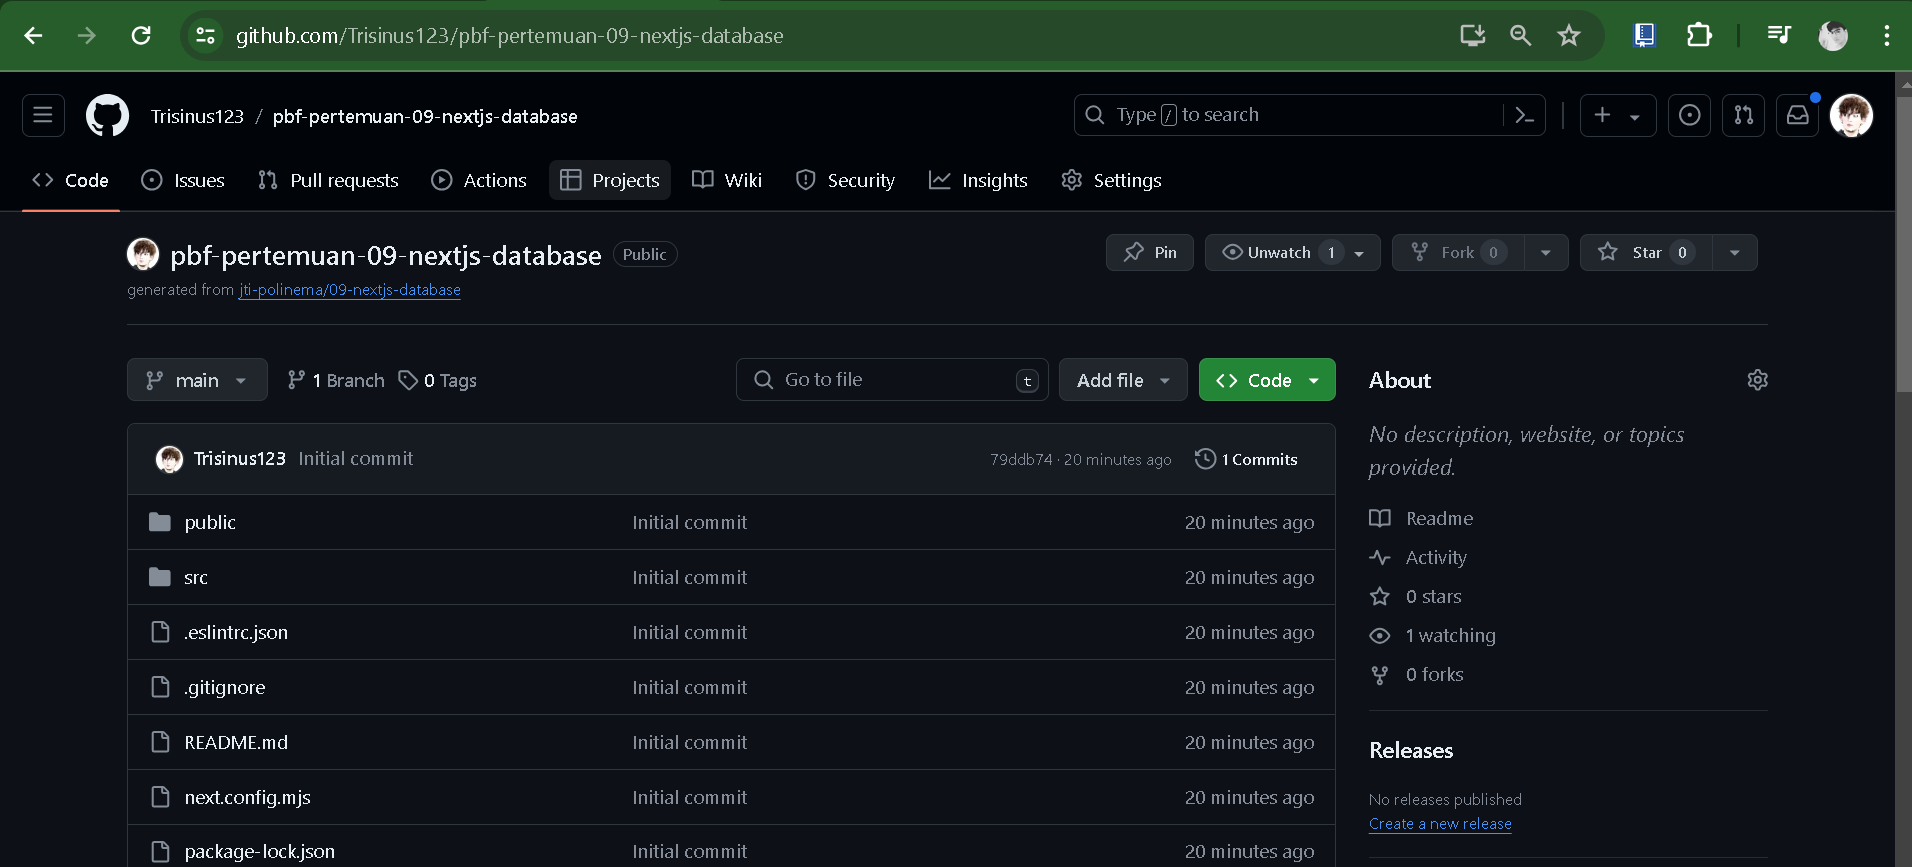 github.com/Trisinus123/pbf-pertemuan-09-nextjs-database
Trisinus123 / pbf-pertemuan-09-nextjs-database
Type / to search
Code Issues Pull requests Actions Projects Wiki Security Insights Settings
pbf-pertemuan-09-nextjs-database Public
Pin Unwatch 1 Fork 0 Star 0
generated from jti-polinema/09-nextjs-database
main 1 Branch 0 Tags Go to file t Add file Code
Trisinus123 Initial commit 79ddb74 · 20 minutes ago 1 Commits
public Initial commit 20 minutes ago
src Initial commit 20 minutes ago
.eslintrc.json Initial commit 20 minutes ago
.gitignore Initial commit 20 minutes ago
README.md Initial commit 20 minutes ago
next.config.mjs Initial commit 20 minutes ago
package-lock.json Initial commit 20 minutes ago
About
No description, website, or topics
provided.
Readme
Activity
0 stars
1 watching
0 forks
Releases
No releases published
Create a new release